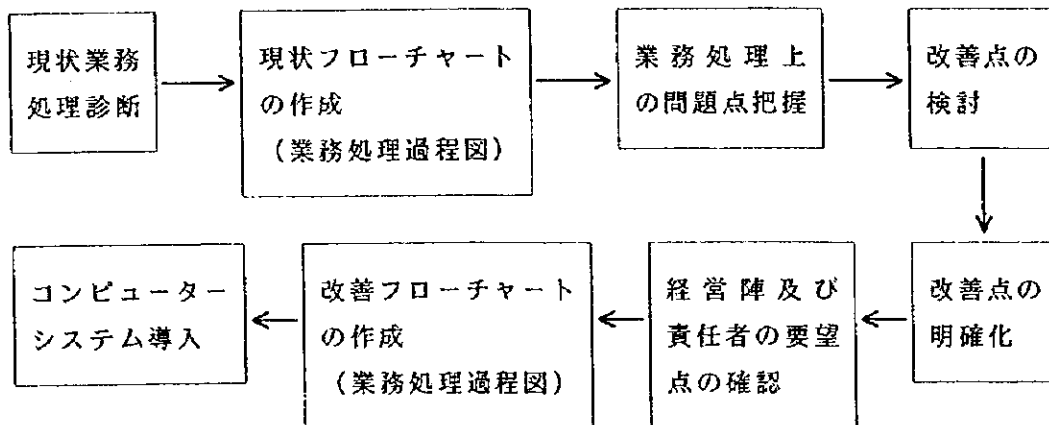 現状業務
処理診断
現状フローチャート
の作成
（業務処理過程図）
業務処理上
の問題点把握
改善点の
検討
改善点の
明確化
経営陣及び
責任者の要望
点の確認
改善フローチャート
の作成
（業務処理過程図）
コンピューター
システム導入